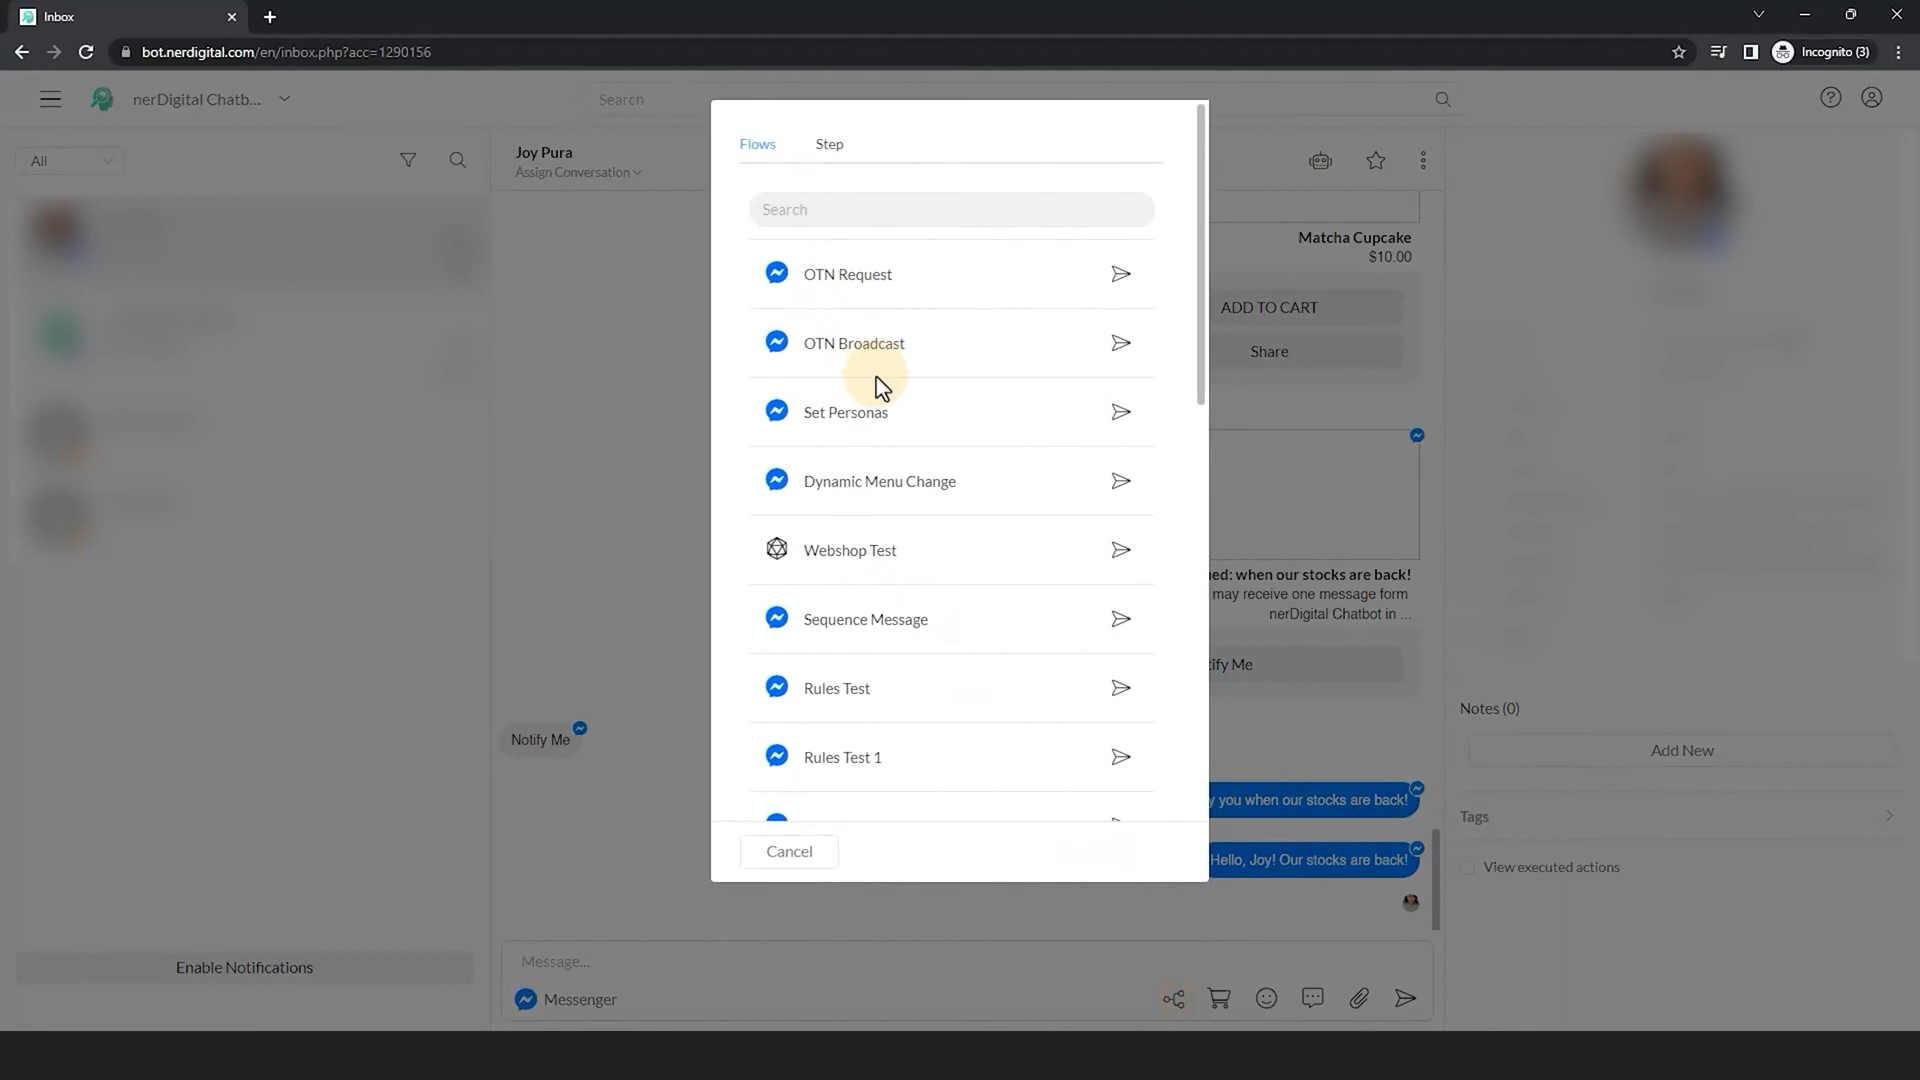 Inbox
bot.nerdigital.com/en/inbox.php?acc=1290156
Incognito (3)
nerDigital Chatb...
Search
All
Joy Pura
Assign Conversation
Flows
Step
Search
OTN Request
OTN Broadcast
Set Personas
Dynamic Menu Change
Webshop Test
Sequence Message
Rules Test
Rules Test 1
Cancel
Matcha Cupcake
$10.00
ADD TO CART
Share
ed: when our stocks are back!
may receive one message form
nerDigital Chatbot in ...
ify Me
Notify Me
y you when our stocks are back!
Hello, Joy! Our stocks are back!
Notes (0)
Add New
Tags
View executed actions
Enable Notifications
Message...
Messenger